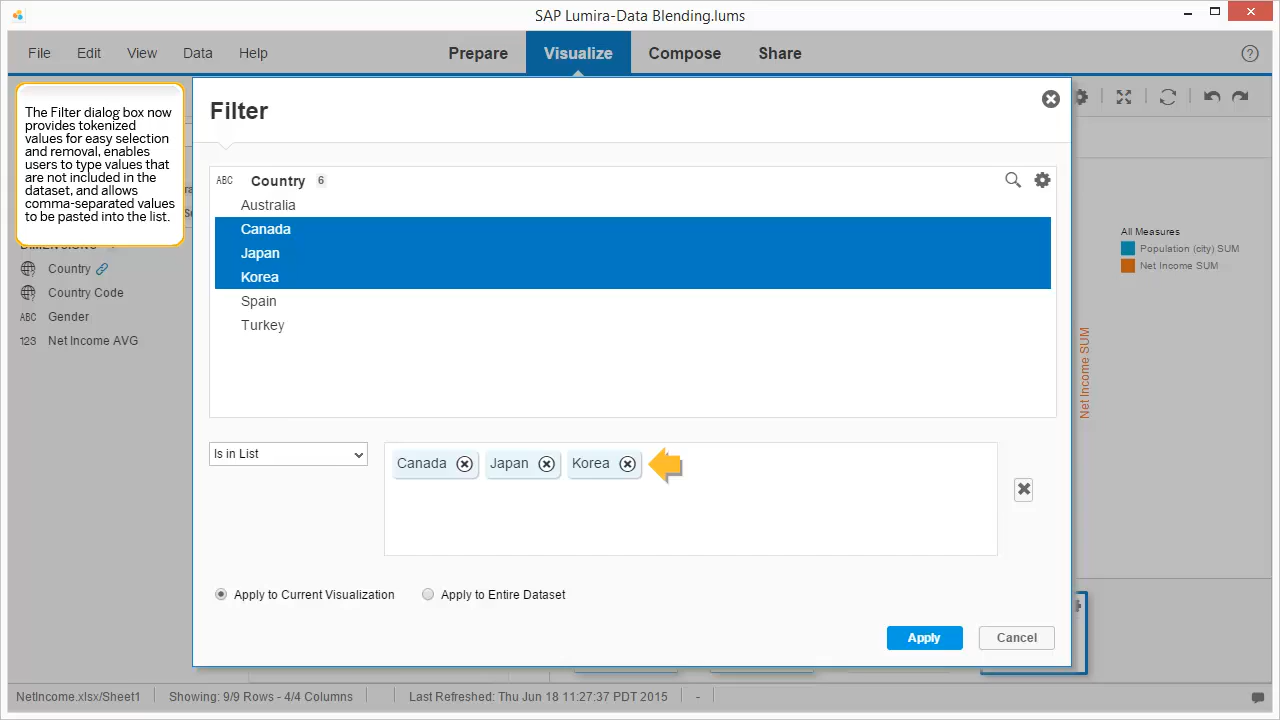 SAP Lumira-Data Blending.lums
File Edit View Data Help Prepare Visualize Compose Share
The Filter dialog box now
provides tokenized
values for easy selection
and removal, enables
users to type values that
are not included in the
dataset, and allows
comma-separated values
to be pasted into the list.
Country
Country Code
ABC Gender
123 Net Income AVG
Filter
ABC Country 6
Australia
Canada
Japan
Korea
Spain
Turkey
Is in List
Canada Japan Korea
Apply to Current Visualization Apply to Entire Dataset
Apply Cancel
All Measures
Population (city) SUM
Net Income SUM
Net Income SUM
NetIncome.xlsx/Sheet1 Showing: 9/9 Rows - 4/4 Columns Last Refreshed: Thu Jun 18 11:27:37 PDT 2015 -